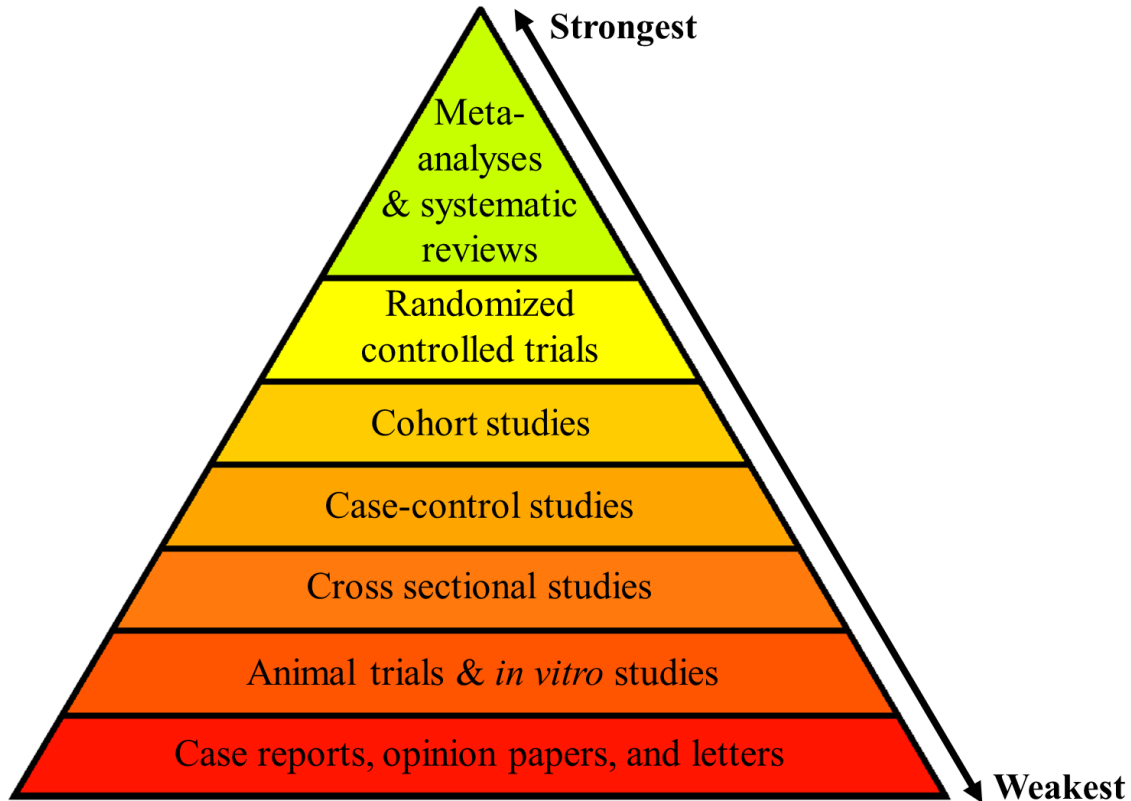 Strongest
Meta-
analyses
& systematic
reviews
Randomized
controlled trials
Cohort studies
Case-control studies
Cross sectional studies
Animal trials & in vitro studies
Case reports, opinion papers, and letters
Weakest